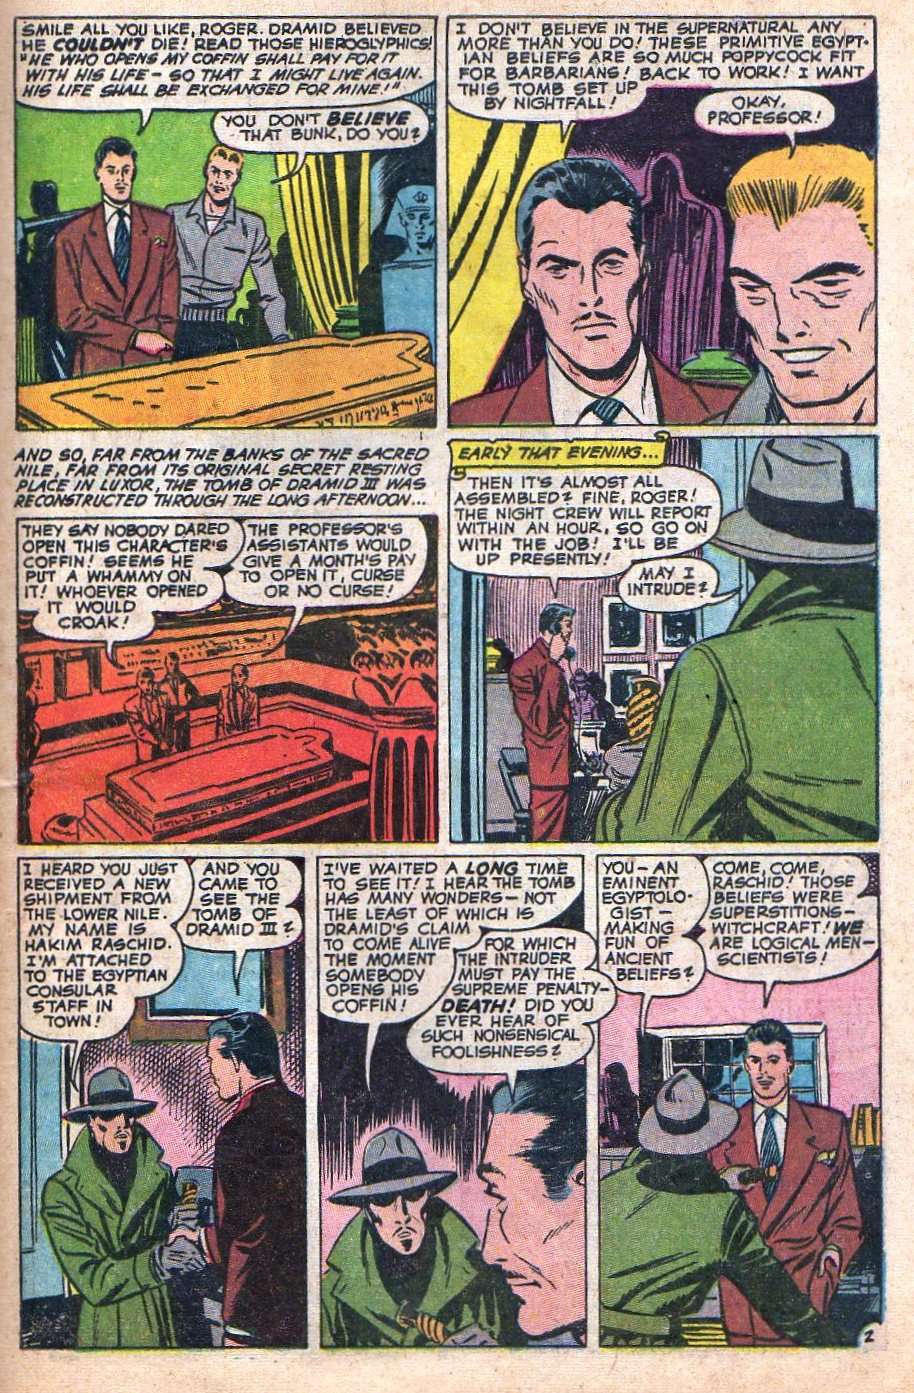 SMILE ALL YOU LIKE, ROGER. DRAMID BELIEVED
HE COULDN'T DIE! READ THOSE HIEROGLYPHICS!
"HE WHO OPENS MY COFFIN SHALL PAY FOR IT
WITH HIS LIFE - SO THAT I MIGHT LIVE AGAIN.
HIS LIFE SHALL BE EXCHANGED FOR MINE!"
YOU DON'T BELIEVE
THAT BUNK, DO YOU?
I DON'T BELIEVE IN THE SUPERNATURAL ANY
MORE THAN YOU DO! THESE PRIMITIVE EGYPT-
IAN BELIEFS ARE SO MUCH POPPYCOCK FIT
FOR BARBARIANS! BACK TO WORK! I WANT
THIS TOMB SET UP
BY NIGHTFALL!
OKAY,
PROFESSOR!
AND SO, FAR FROM THE BANKS OF THE SACRED
NILE, FAR FROM ITS ORIGINAL SECRET RESTING
PLACE IN LUXOR, THE TOMB OF DRAMID III WAS
RECONSTRUCTED THROUGH THE LONG AFTERNOON...
THEY SAY NOBODY DARED
OPEN THIS CHARACTER'S
COFFIN! SEEMS HE
PUT A WHAMMY ON
IT! WHOEVER OPENED
IT WOULD
CROAK!
THE PROFESSOR'S
ASSISTANTS WOULD
GIVE A MONTH'S PAY
TO OPEN IT, CURSE
OR NO CURSE!
EARLY THAT EVENING...
THEN IT'S ALMOST ALL
ASSEMBLED? FINE, ROGER!
THE NIGHT CREW WILL REPORT
WITHIN AN HOUR, SO GO ON
WITH THE JOB! I'LL BE
UP PRESENTLY!
MAY I
INTRUDE?
I HEARD YOU JUST
RECEIVED A NEW
SHIPMENT FROM
THE LOWER NILE.
MY NAME IS
HAKIM RASCHID.
I'M ATTACHED
TO THE EGYPTIAN
CONSULAR
STAFF IN
TOWN!
AND YOU
CAME TO
SEE THE
TOMB OF
DRAMID III?
I'VE WAITED A LONG TIME
TO SEE IT! I HEAR THE TOMB
HAS MANY WONDERS - NOT
THE LEAST OF WHICH IS
DRAMID'S CLAIM
TO COME ALIVE
THE MOMENT
SOMEBODY
OPENS HIS
COFFIN!
FOR WHICH
THE INTRUDER
MUST PAY THE
SUPREME PENALTY-
DEATH! DID YOU
EVER HEAR OF
SUCH NONSENSICAL
FOOLISHNESS?
YOU - AN
EMINENT
EGYPTOLO-
GIST -
MAKING
FUN OF
ANCIENT
BELIEFS?
COME, COME,
RASCHID! THOSE
BELIEFS WERE
SUPERSTITIONS -
WITCHCRAFT! WE
ARE LOGICAL MEN -
SCIENTISTS!
2